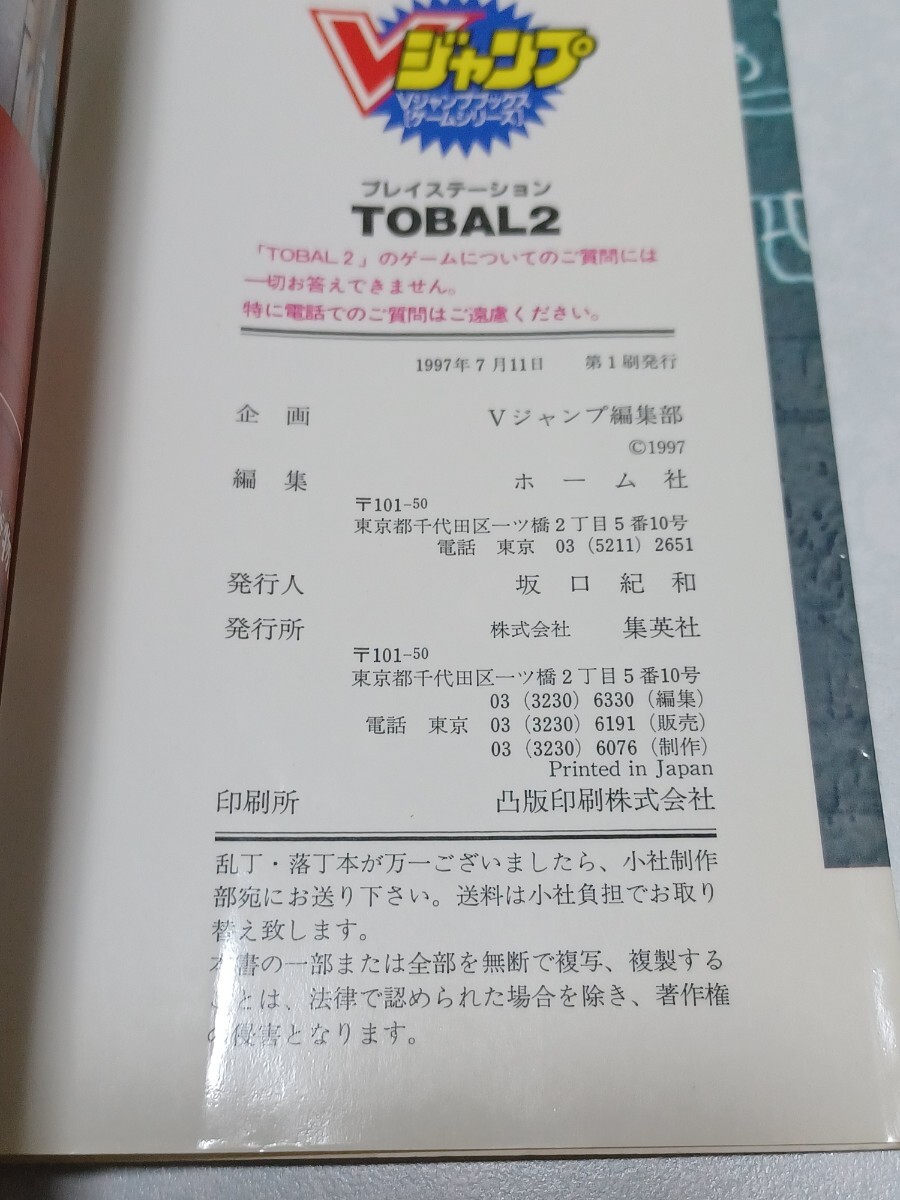 Vジャンプ
Vジャンプブックス
[ゲームシリーズ]
プレイステーション
TOBAL2
「TOBAL2」のゲームについてのご質問には
一切お答えできません。
特に電話でのご質問はご遠慮ください。
1997年7月11日　第1刷発行
企画　Vジャンプ編集部
©1997
編集　ホーム社
〒101-50
東京都千代田区一ツ橋2丁目5番10号
電話　東京　03(5211)2651
発行人　坂口紀和
発行所　株式会社　集英社
〒101-50
東京都千代田区一ツ橋2丁目5番10号
03(3230)6330(編集)
電話　東京　03(3230)6191(販売)
03(3230)6076(制作)
Printed in Japan
印刷所　凸版印刷株式会社
乱丁・落丁本が万一ございましたら、小社制作
部宛にお送り下さい。送料は小社負担でお取り
替え致します。
本書の一部または全部を無断で複写、複製する
ことは、法律で認められた場合を除き、著作権
の侵害となります。